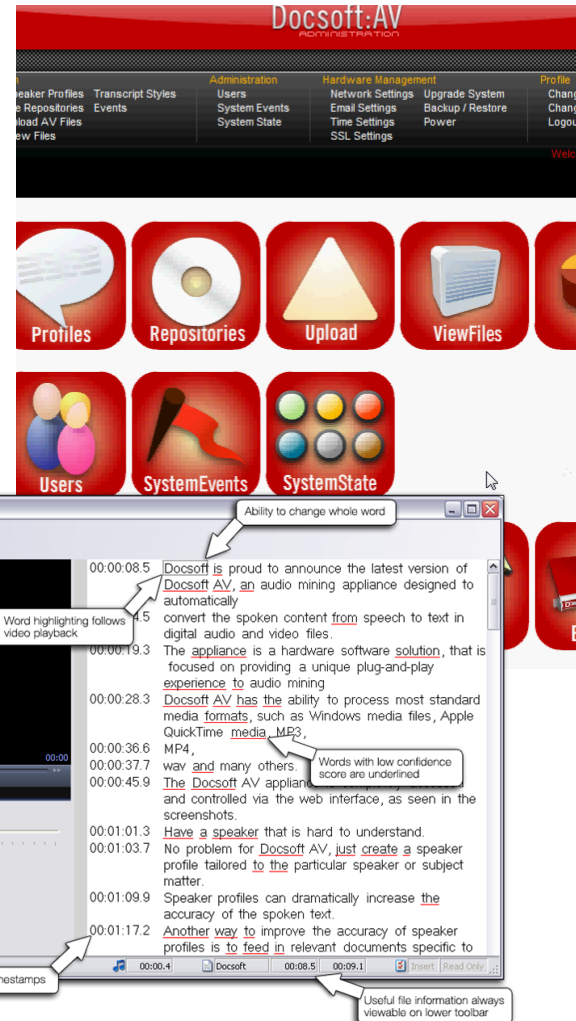 Docsoft:AV
ADMINISTRATION
Administration
Hardware Management
Profile
Speaker Profiles Transcript Styles
Users
Network Settings Upgrade System
Repositories Events
System Events
Email Settings Backup / Restore
AV Files
System State
Time Settings Power
Files
SSL Settings
Profiles
Repositories
Upload
ViewFiles
Users
SystemEvents
SystemState
Ability to change whole word
Word highlighting follows
video playback
00:00
00:00:08.5 Docsoft is proud to announce the latest version of
Docsoft AV, an audio mining appliance designed to
automatically
4.5 convert the spoken content from speech to text in
digital audio and video files.
00:00:19.3 The appliance is a hardware software solution, that is
focused on providing a unique plug-and-play
experience to audio mining
00:00:28.3 Docsoft AV has the ability to process most standard
media formats, such as Windows media files, Apple
QuickTime media, MP3,
00:00:36.6 MP4,
00:00:37.7 wav and many others.
Words with low confidence
score are underlined
00:00:45.9 The Docsoft AV
and controlled via the web interface, as seen in the
screenshots.
00:01:01.3 Have a speaker that is hard to understand.
00:01:03.7 No problem for Docsoft AV, just create a speaker
profile tailored to the particular speaker or subject
matter.
00:01:09.9 Speaker profiles can dramatically increase the
accuracy of the spoken text.
00:01:17.2 Another way to improve the accuracy of speaker
profiles is to feed in relevant documents specific to
00:00.4 Docsoft 00:08.5 00:09.1 Insert Read Only
Useful file information always
viewable on lower toolbar